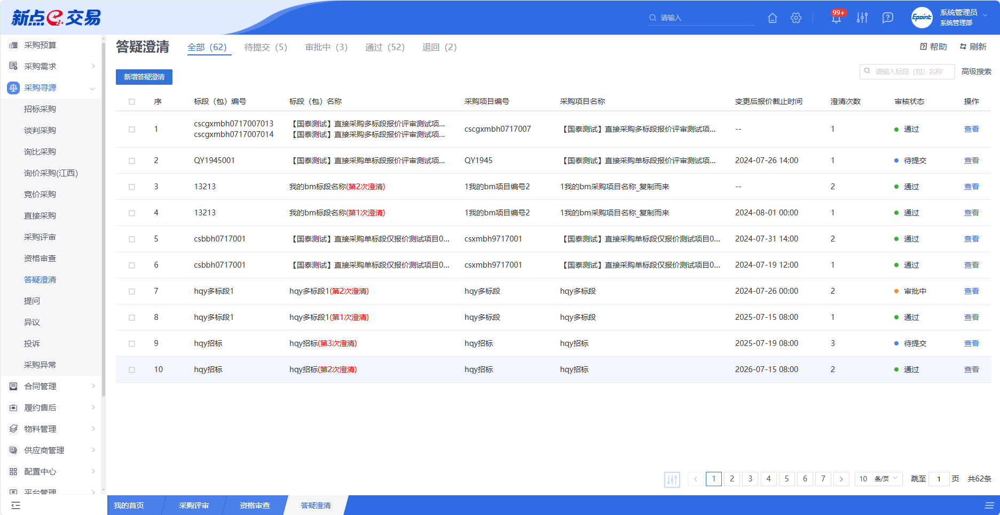 新点e交易
请输入
99+
Epoint
系统管理员
系统管理部
采购预算
采购需求
采购寻源
招标采购
谈判采购
询比采购
询价采购(江西)
竞价采购
直接采购
采购评审
资格审查
答疑澄清
提问
异议
投诉
采购异常
合同管理
履约售后
物料管理
供应商管理
配置中心
平台管理
答疑澄清 全部（62） 待提交（5） 审批中（3） 通过（52） 退回（2） 帮助 刷新
新增答疑澄清 请输入标段（包）名称 高级搜索
序 标段（包）编号 标段（包）名称 采购项目编号 采购项目名称 变更后报价截止时间 澄清次数 审核状态 操作
1 cscgxmbh0717007013 【国泰测试】直接采购多标段报价评审测试项... cscgxmbh0717007 【国泰测试】直接采购多标段报价评审测试项... -- 1 通过 查看
cscgxmbh0717007014 【国泰测试】直接采购多标段报价评审测试项...
2 QY1945001 【国泰测试】直接采购单标段报价评审测试项... QY1945 【国泰测试】直接采购单标段报价评审测试项... 2024-07-26 14:00 1 待提交 查看
3 13213 我的bm标段名称(第2次澄清) 1我的bm项目编号2 1我的bm采购项目名称_复制而来 -- 2 通过 查看
4 13213 我的bm标段名称(第1次澄清) 1我的bm项目编号2 1我的bm采购项目名称_复制而来 2024-08-01 00:00 1 通过 查看
5 csbbh0717001 【国泰测试】直接采购单标段仅报价测试项目0... csxmbh9717001 【国泰测试】直接采购单标段仅报价测试项目0... 2024-07-31 14:00 2 通过 查看
6 csbbh0717001 【国泰测试】直接采购单标段仅报价测试项目0... csxmbh9717001 【国泰测试】直接采购单标段仅报价测试项目0... 2024-07-19 12:00 1 通过 查看
7 hqy多标段1 hqy多标段1(第2次澄清) hqy多标段 hqy多标段 2024-07-26 00:00 2 审批中 查看
8 hqy多标段1 hqy多标段1(第1次澄清) hqy多标段 hqy多标段 2025-07-15 08:00 1 通过 查看
9 hqy招标 hqy招标(第3次澄清) hqy招标 hqy招标 2025-07-19 08:00 3 待提交 查看
10 hqy招标 hqy招标(第2次澄清) hqy招标 hqy招标 2026-07-15 08:00 2 通过 查看
1 2 3 4 5 6 7 10 条/页 跳至 1 页 共62条
我的首页 采购评审 资格审查 答疑澄清